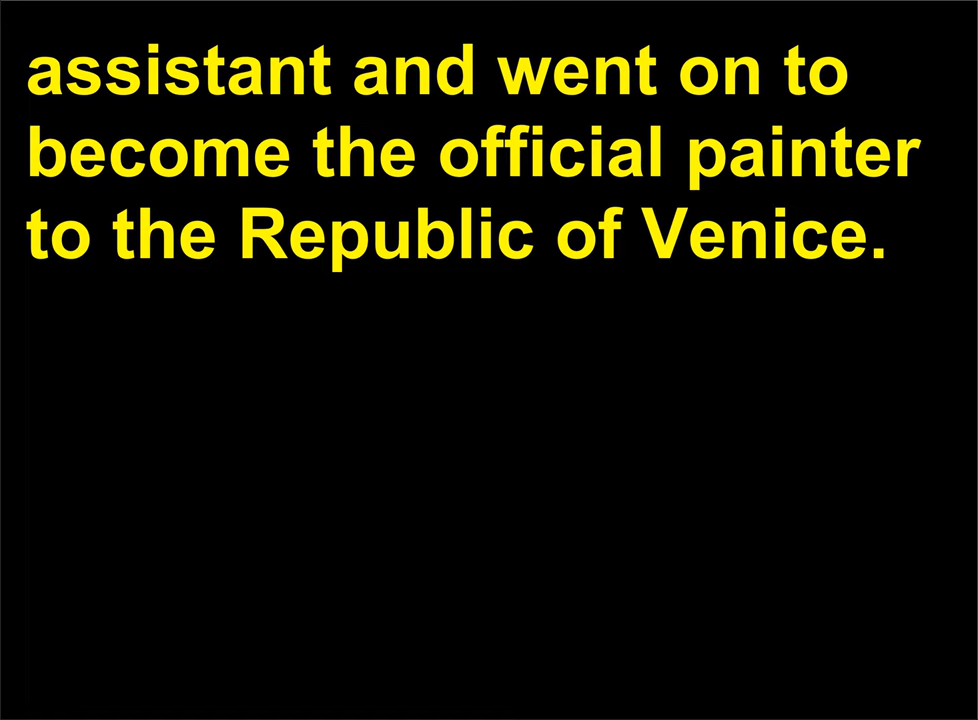 assistant and went on to
become the official painter
to the Republic of Venice.